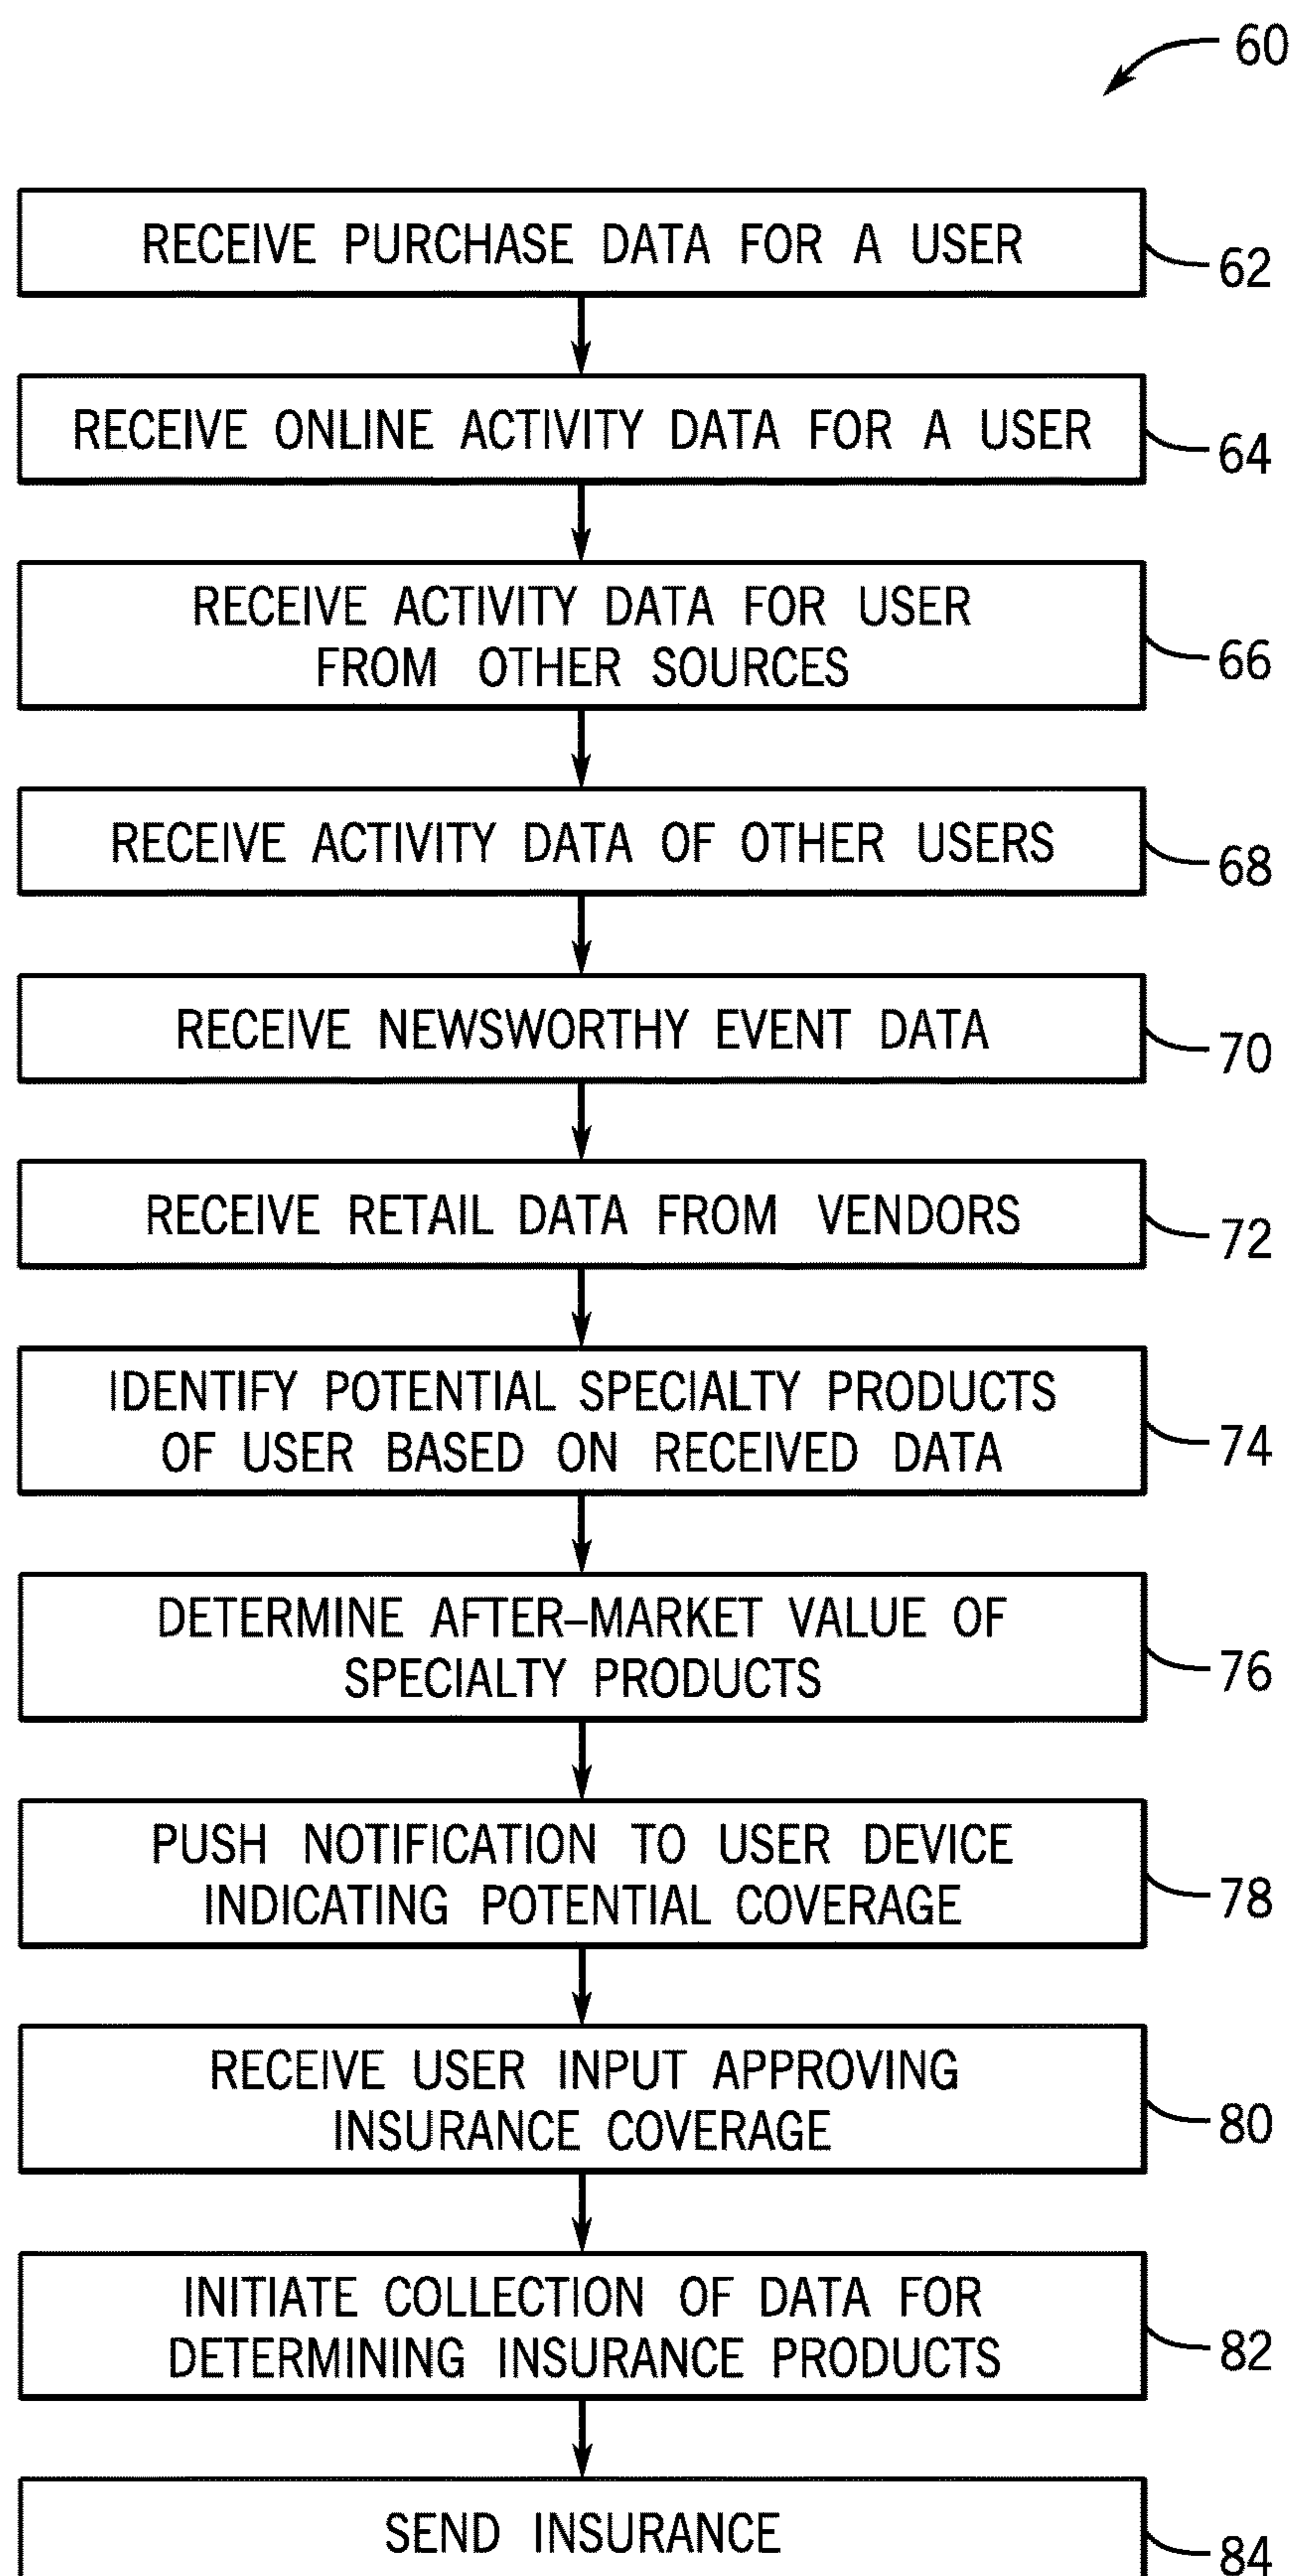 60
RECEIVE PURCHASE DATA FOR A USER
62
RECEIVE ONLINE ACTIVITY DATA FOR A USER
64
RECEIVE ACTIVITY DATA FOR USER
FROM OTHER SOURCES
66
RECEIVE ACTIVITY DATA OF OTHER USERS
68
RECEIVE NEWSWORTHY EVENT DATA
70
RECEIVE RETAIL DATA FROM VENDORS
72
IDENTIFY POTENTIAL SPECIALTY PRODUCTS
OF USER BASED ON RECEIVED DATA
74
DETERMINE AFTER–MARKET VALUE OF
SPECIALTY PRODUCTS
76
PUSH NOTIFICATION TO USER DEVICE
INDICATING POTENTIAL COVERAGE
78
RECEIVE USER INPUT APPROVING
INSURANCE COVERAGE
80
INITIATE COLLECTION OF DATA FOR
DETERMINING INSURANCE PRODUCTS
82
SEND INSURANCE
84